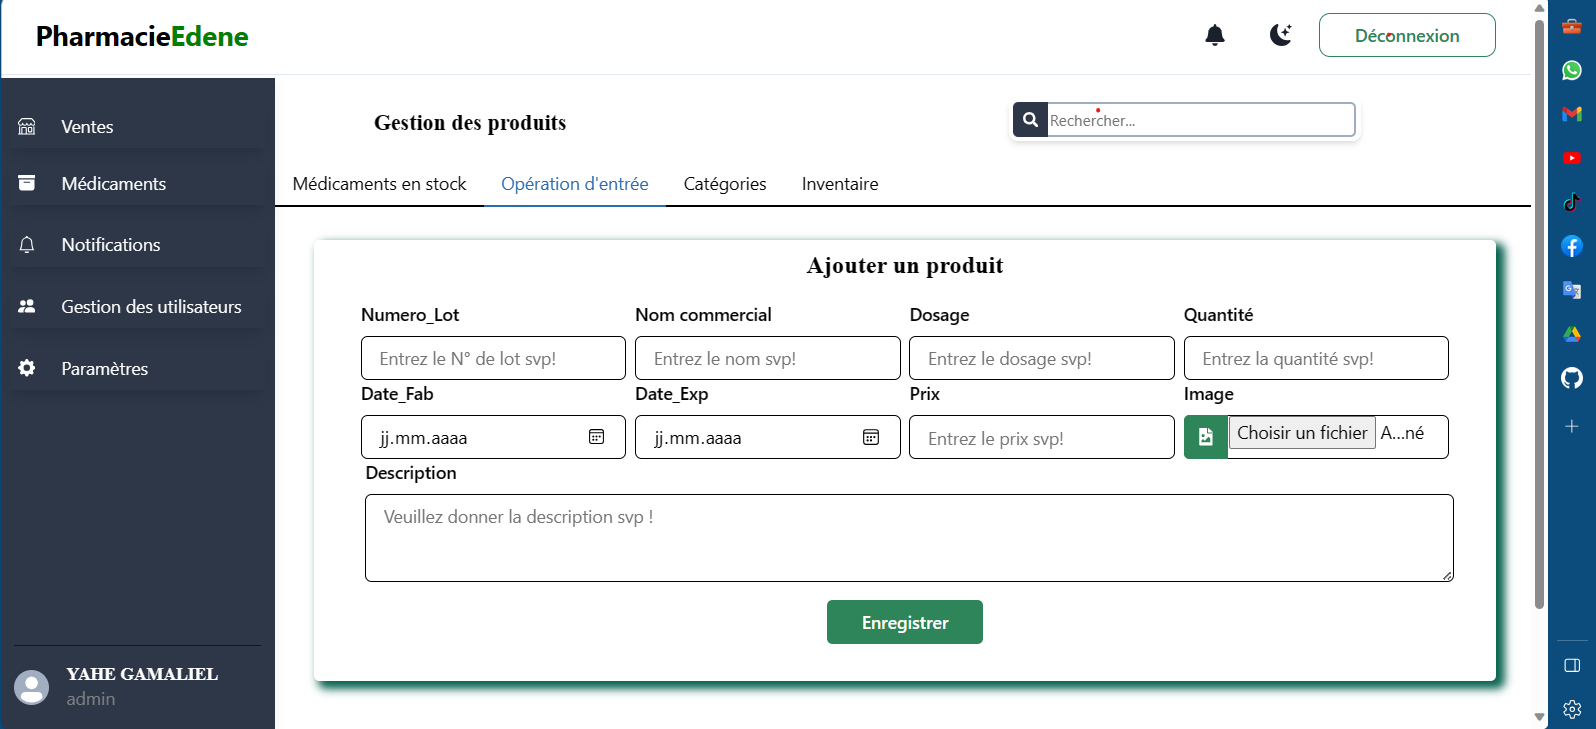 PharmacieEdene
Déconnexion
Ventes
Médicaments
Notifications
Gestion des utilisateurs
Paramètres
YAHE GAMALIEL
admin
Gestion des produits
Rechercher...
Médicaments en stock Opération d'entrée Catégories Inventaire
Ajouter un produit
Numero_Lot Nom commercial Dosage Quantité
Entrez le N° de lot svp! Entrez le nom svp! Entrez le dosage svp! Entrez la quantité svp!
Date_Fab Date_Exp Prix Image
jj.mm.aaaa jj.mm.aaaa Entrez le prix svp! Choisir un fichier A...né
Description
Veuillez donner la description svp !
Enregistrer